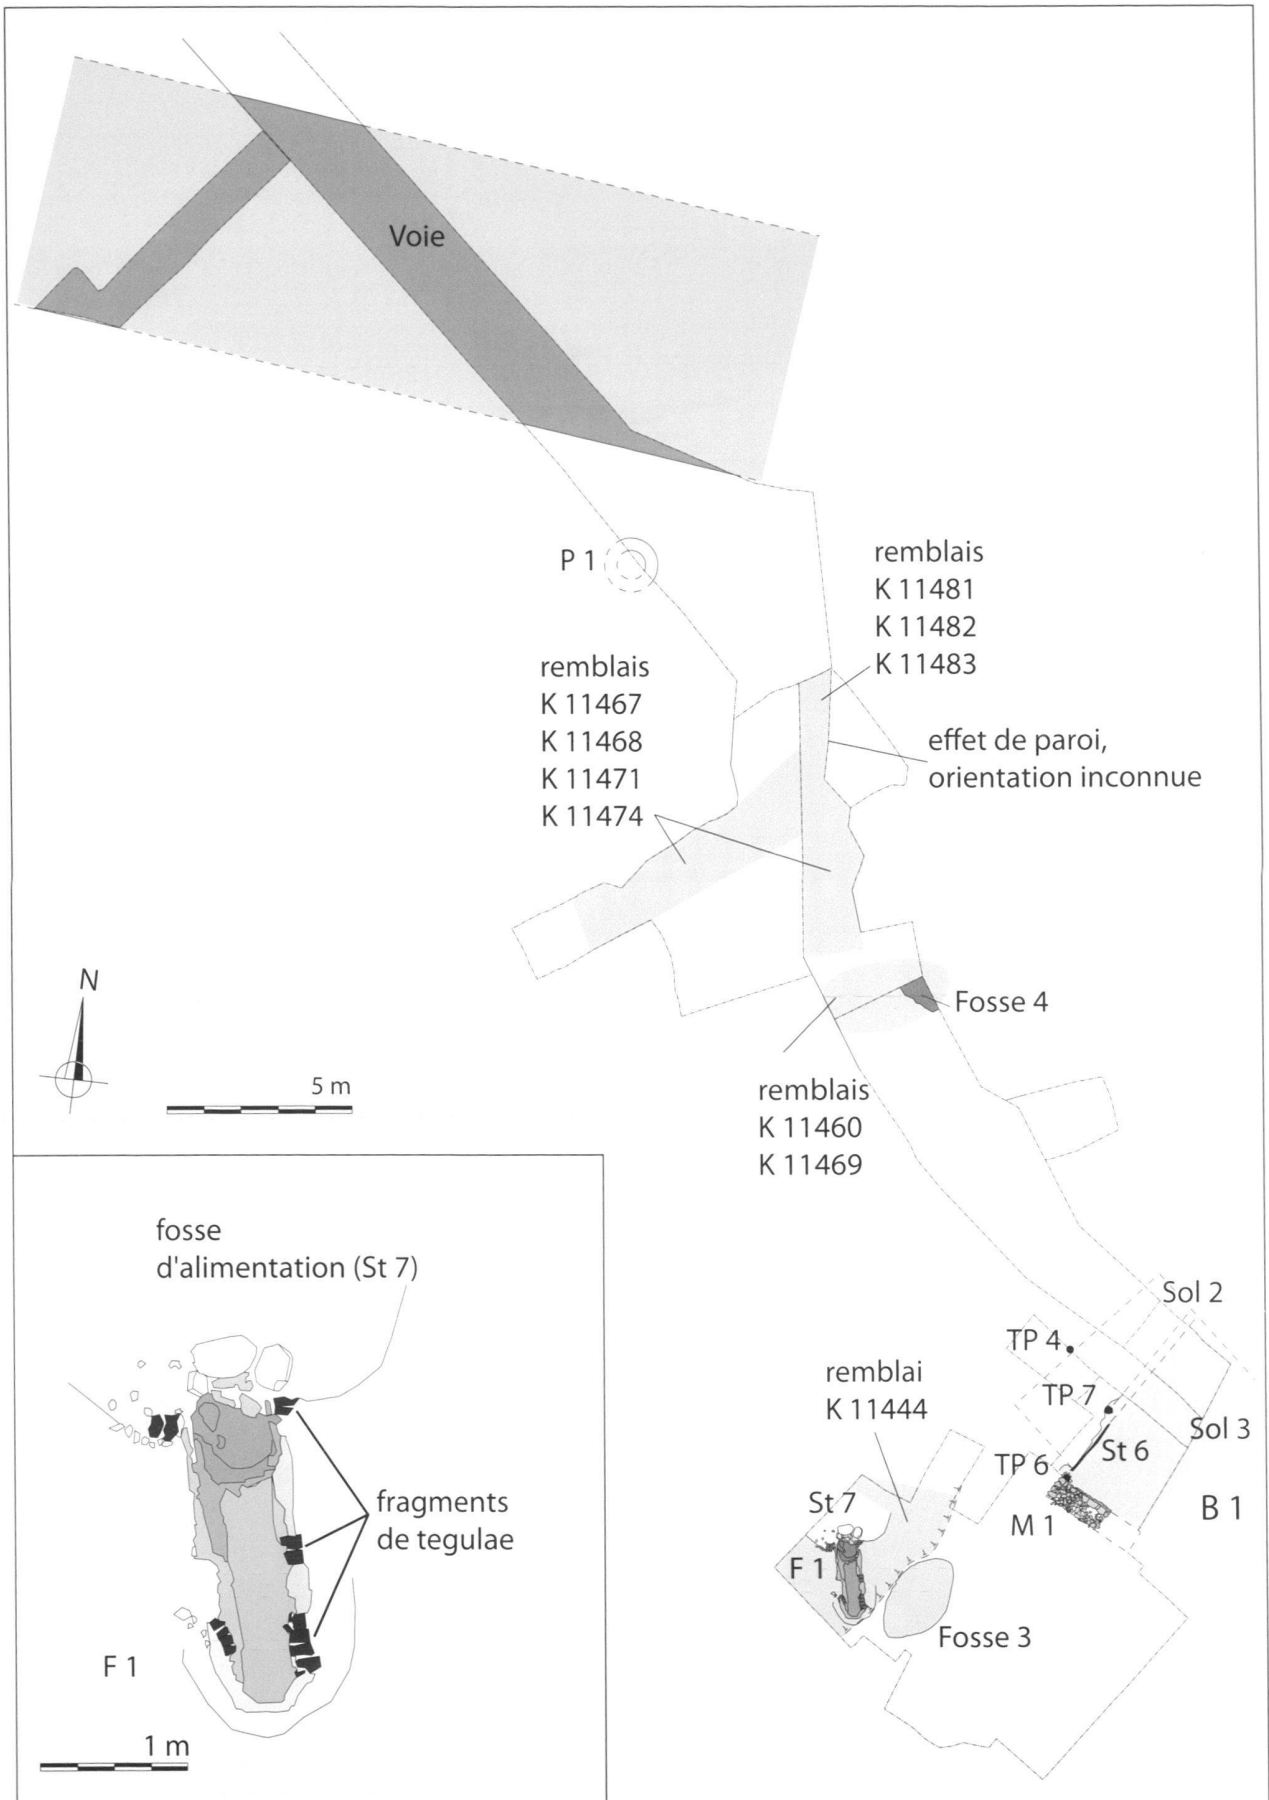 Voie
P 1
remblais
K 11481
K 11482
K 11483
remblais
K 11467
K 11468
K 11471
K 11474
effet de paroi,
orientation inconnue
N
5 m
Fosse 4
remblais
K 11460
K 11469
Sol 2
TP 4
TP 7
Sol 3
St 6
TP 6
M 1
B 1
remblai
K 11444
St 7
F 1
Fosse 3
fosse
d'alimentation (St 7)
fragments
de tegulae
F 1
1 m